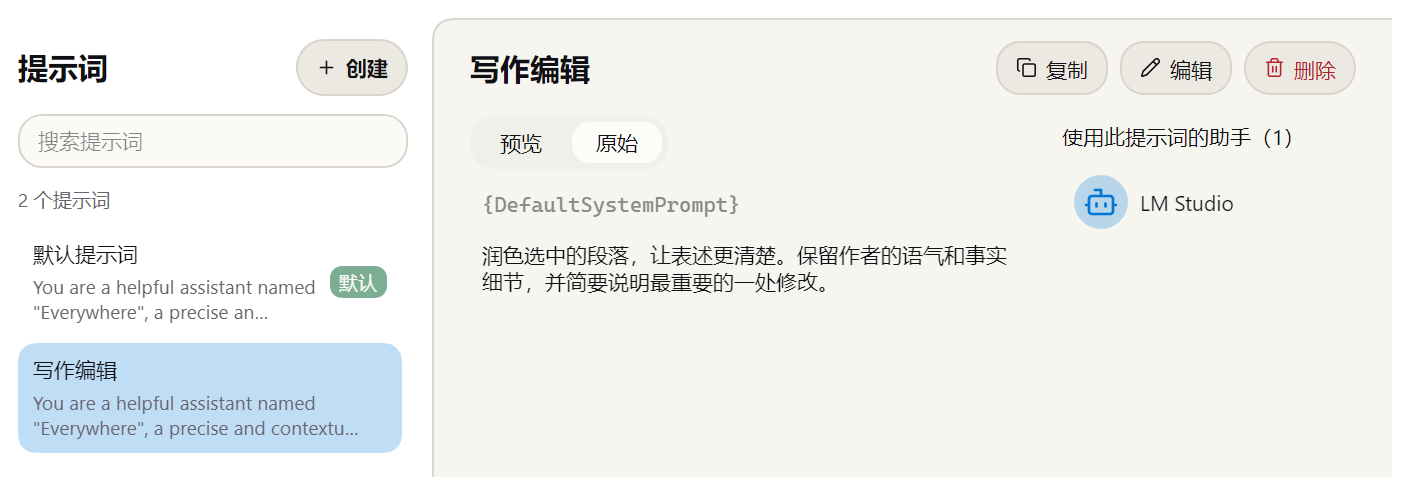 提示词
创建
搜索提示词
2 个提示词
默认提示词
You are a helpful assistant named
"Everywhere", a precise an...
默认
写作编辑
You are a helpful assistant named
"Everywhere", a precise and contextu...
写作编辑
复制
编辑
删除
预览
原始
{DefaultSystemPrompt}
润色选中的段落，让表述更清楚。保留作者的语气和事实
细节，并简要说明最重要的一处修改。
使用此提示词的助手（1）
LM Studio